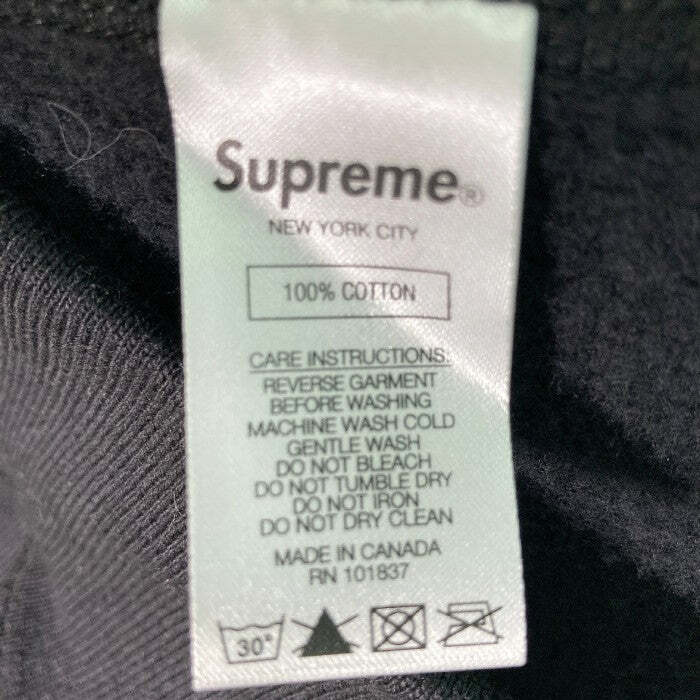 Supreme®
NEW YORK CITY
100% COTTON
CARE INSTRUCTIONS:
REVERSE GARMENT
BEFORE WASHING
MACHINE WASH COLD
GENTLE WASH
DO NOT BLEACH
DO NOT TUMBLE DRY
DO NOT IRON
DO NOT DRY CLEAN
MADE IN CANADA
RN 101837
30°